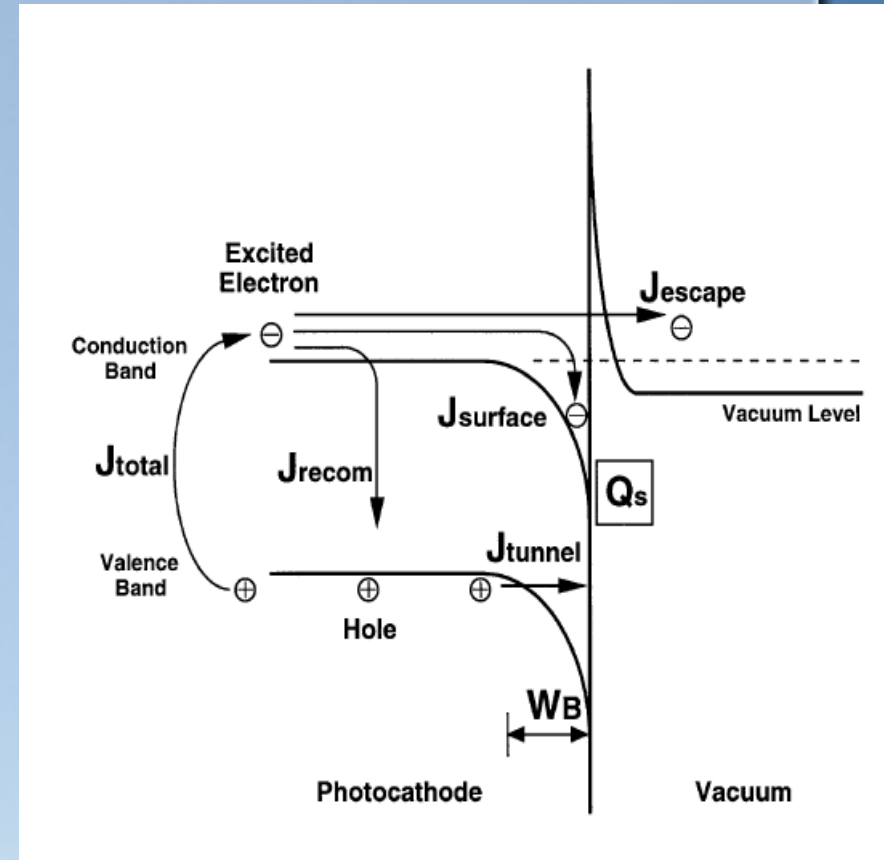 Excited
Electron
Jescape
Conduction
Band
Vacuum Level
Jsurface
Jtotal
Jrecom
Qs
Jtunnel
Valence
Band
Hole
WB
Photocathode
Vacuum